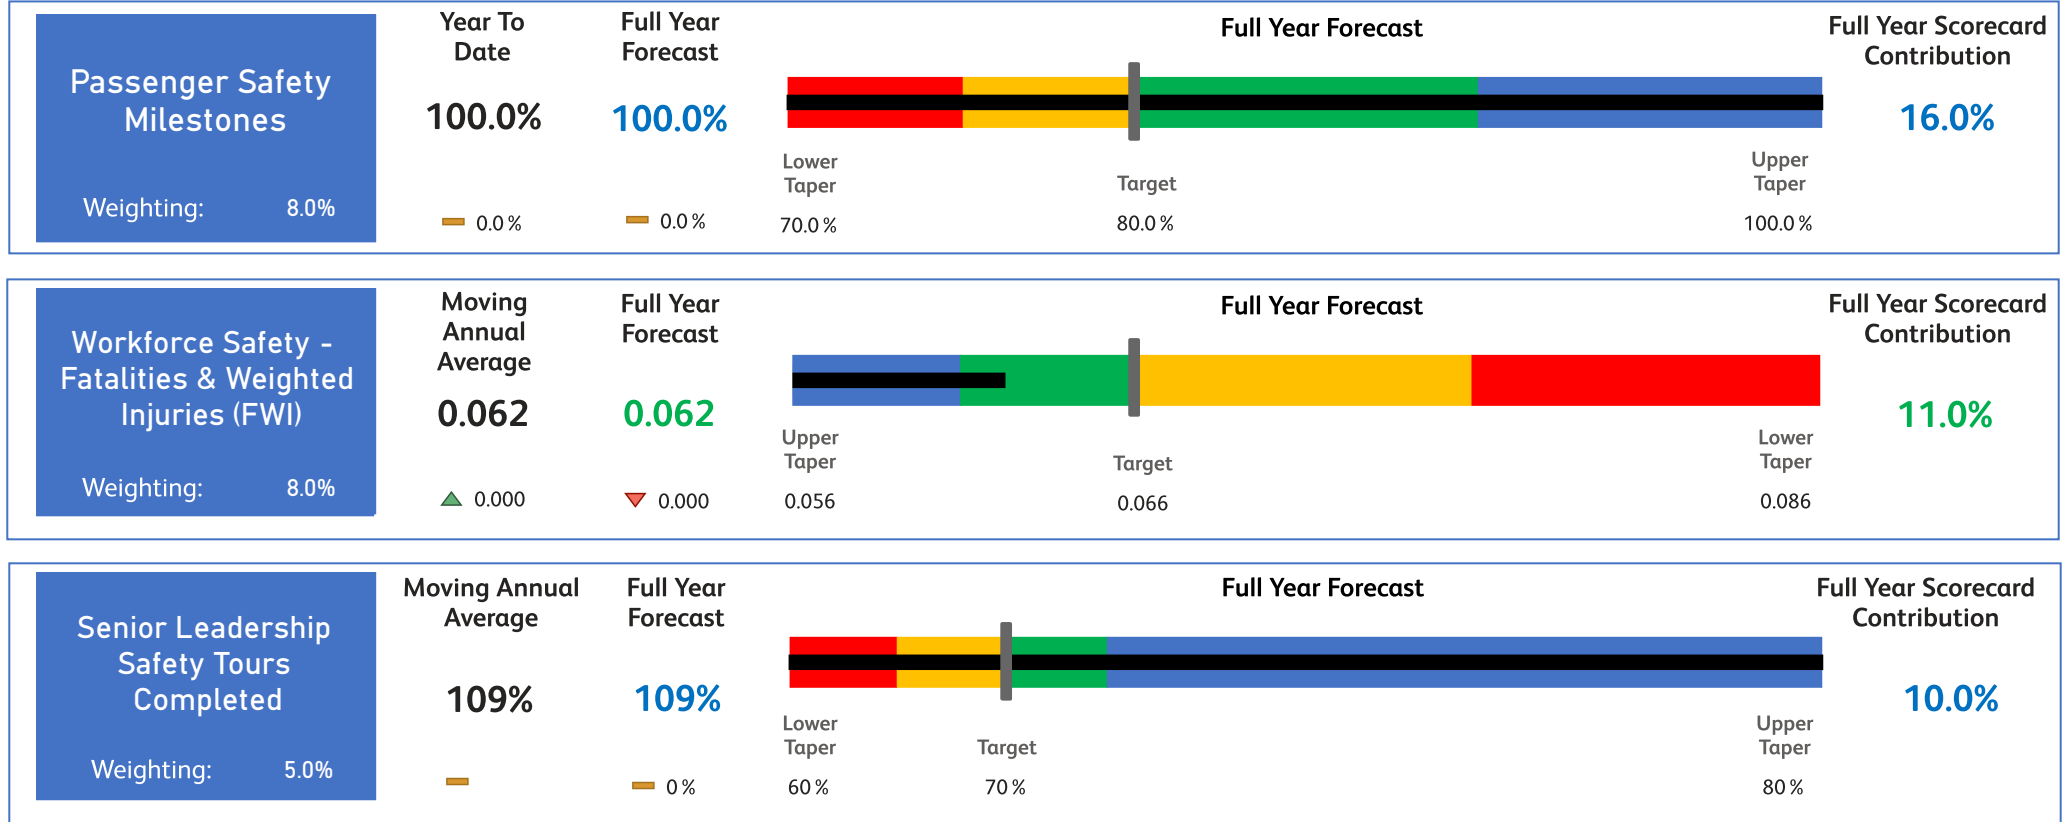 Passenger Safety
Milestones
Weighting: 8.0%
Year To
Date
100.0%
0.0 %
Full Year
Forecast
100.0%
0.0 %
Full Year Forecast
Lower
Taper
70.0 %
Target
80.0 %
Upper
Taper
100.0 %
Full Year Scorecard
Contribution
16.0%
Workforce Safety -
Fatalities & Weighted
Injuries (FWI)
Weighting: 8.0%
Moving
Annual
Average
0.062
0.000
Full Year
Forecast
0.062
0.000
Full Year Forecast
Upper
Taper
0.056
Target
0.066
Lower
Taper
0.086
Full Year Scorecard
Contribution
11.0%
Senior Leadership
Safety Tours
Completed
Weighting: 5.0%
Moving Annual
Average
109%
Full Year
Forecast
109%
0 %
Full Year Forecast
Lower
Taper
60 %
Target
70 %
Upper
Taper
80 %
Full Year Scorecard
Contribution
10.0%